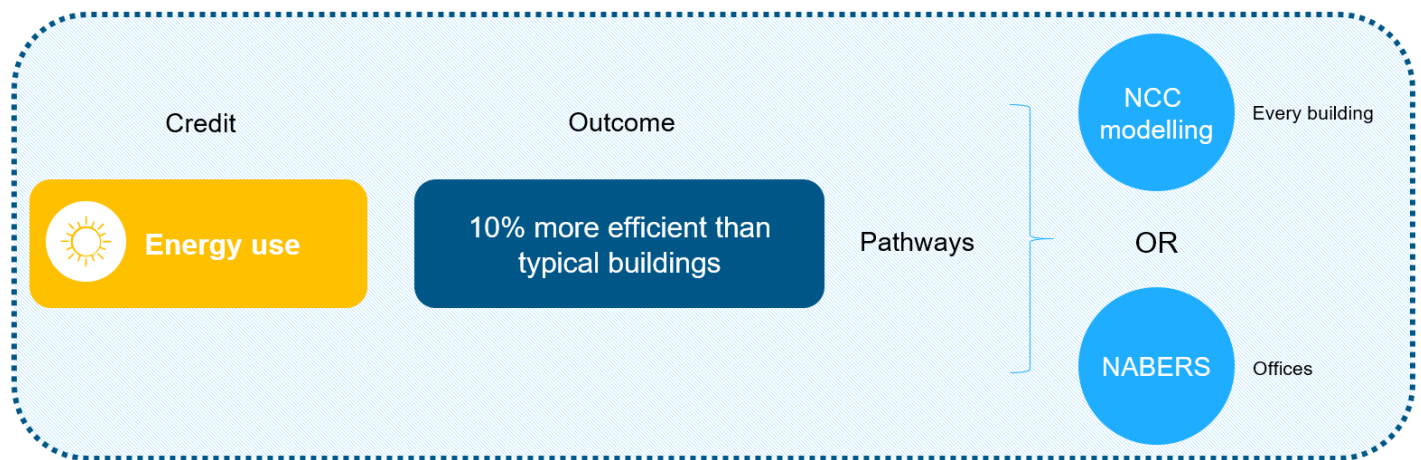 Credit
Energy use
Outcome
10% more efficient than
typical buildings
Pathways
NCC
modelling
Every building
OR
NABERS
Offices